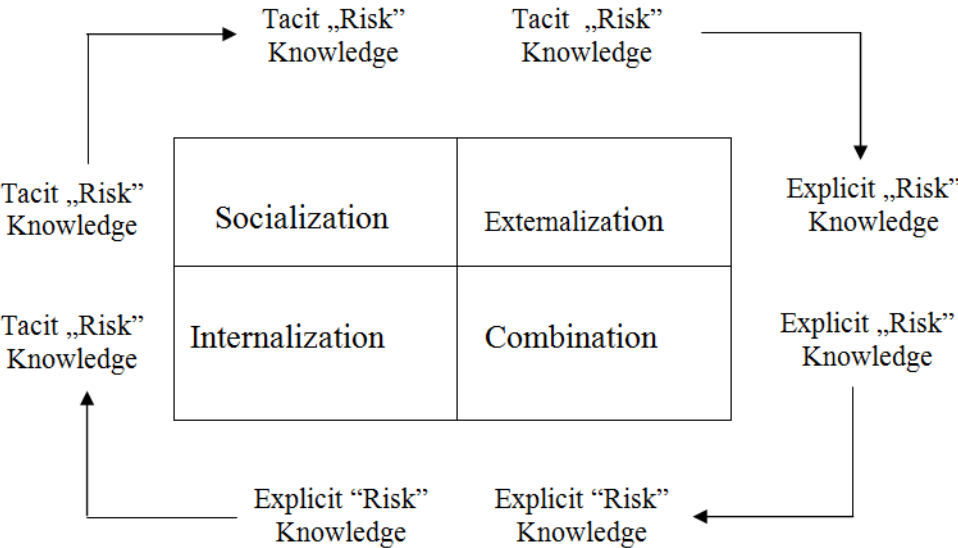 Tacit „Risk”
Knowledge
Tacit „Risk”
Knowledge
Tacit „Risk”
Knowledge
Explicit „Risk”
Knowledge
Socialization
Externalization
Tacit „Risk”
Knowledge
Explicit „Risk”
Knowledge
Internalization
Combination
Explicit “Risk”
Knowledge
Explicit “Risk”
Knowledge